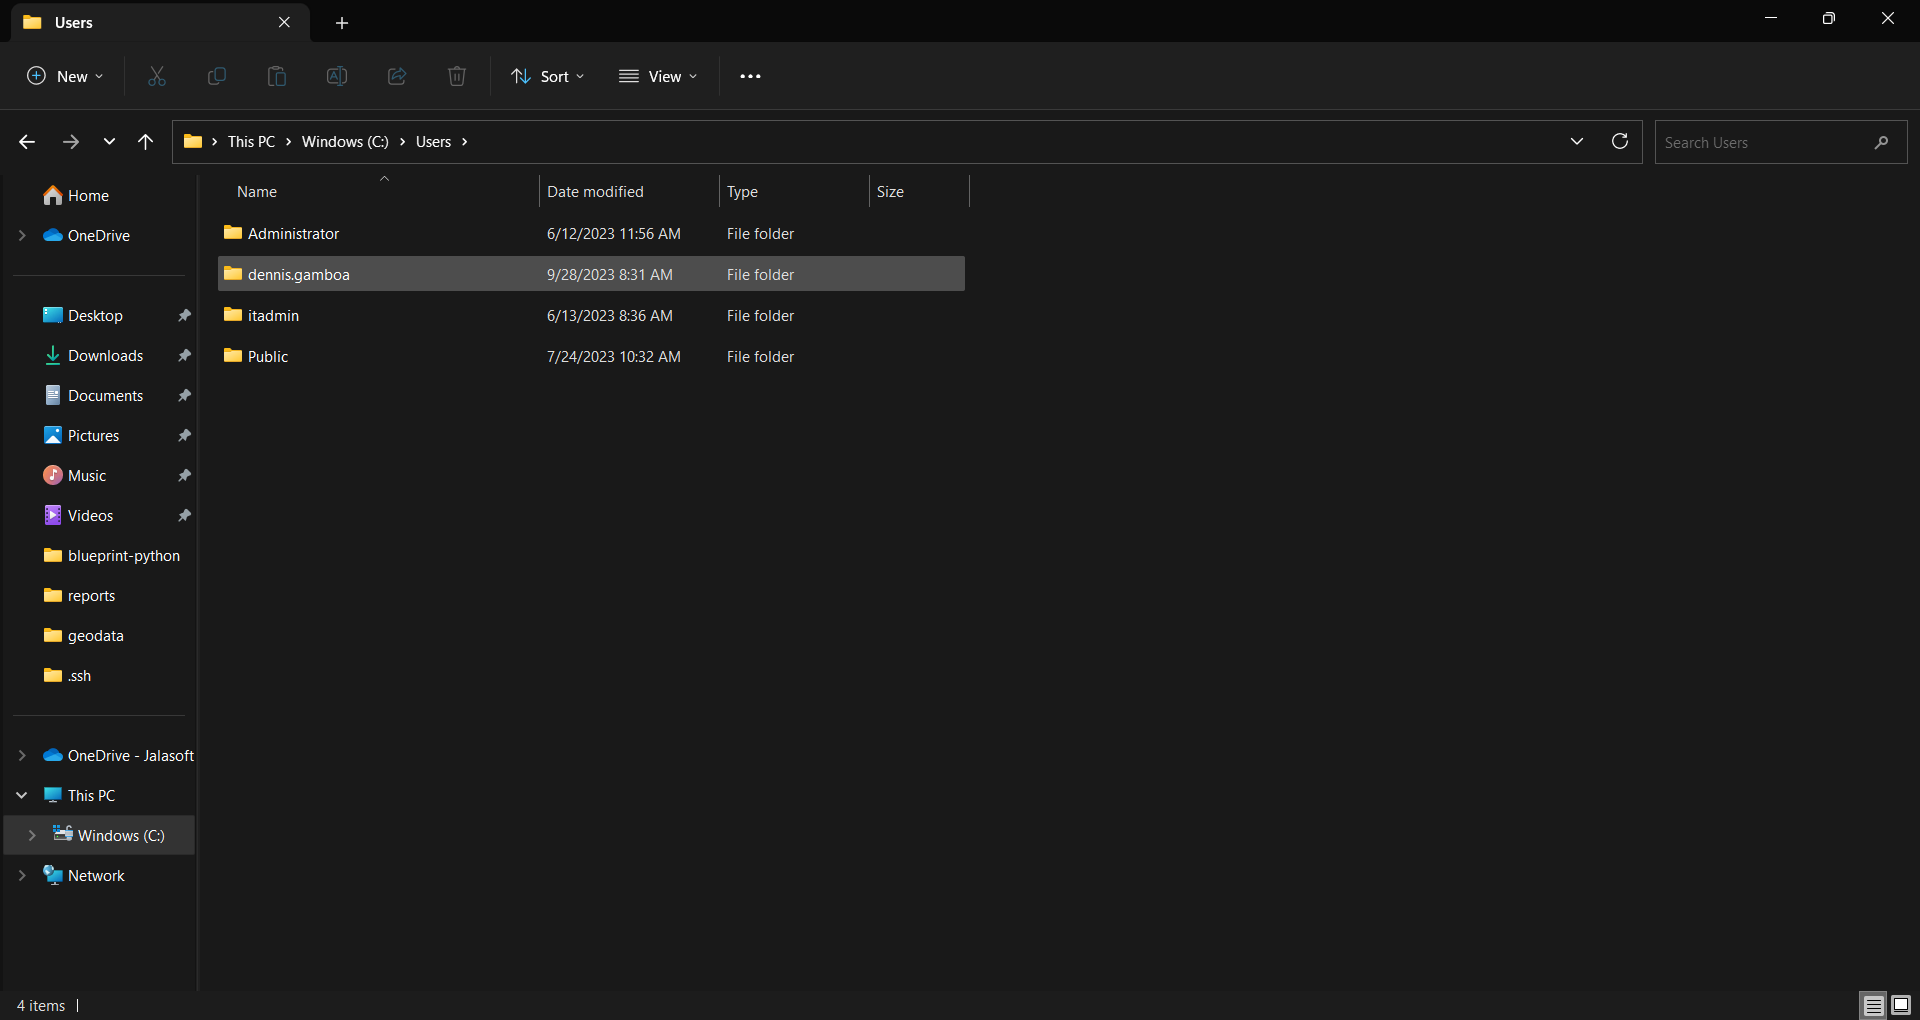 Users
New
Sort
View
This PC
Windows (C:)
Users
Search Users
Home
OneDrive
Desktop
Downloads
Documents
Pictures
Music
Videos
blueprint-python
reports
geodata
.ssh
OneDrive - Jalasoft
This PC
Windows (C:)
Network
Name Date modified Type Size
Administrator 6/12/2023 11:56 AM File folder
dennis.gamboa 9/28/2023 8:31 AM File folder
itadmin 6/13/2023 8:36 AM File folder
Public 7/24/2023 10:32 AM File folder
4 items